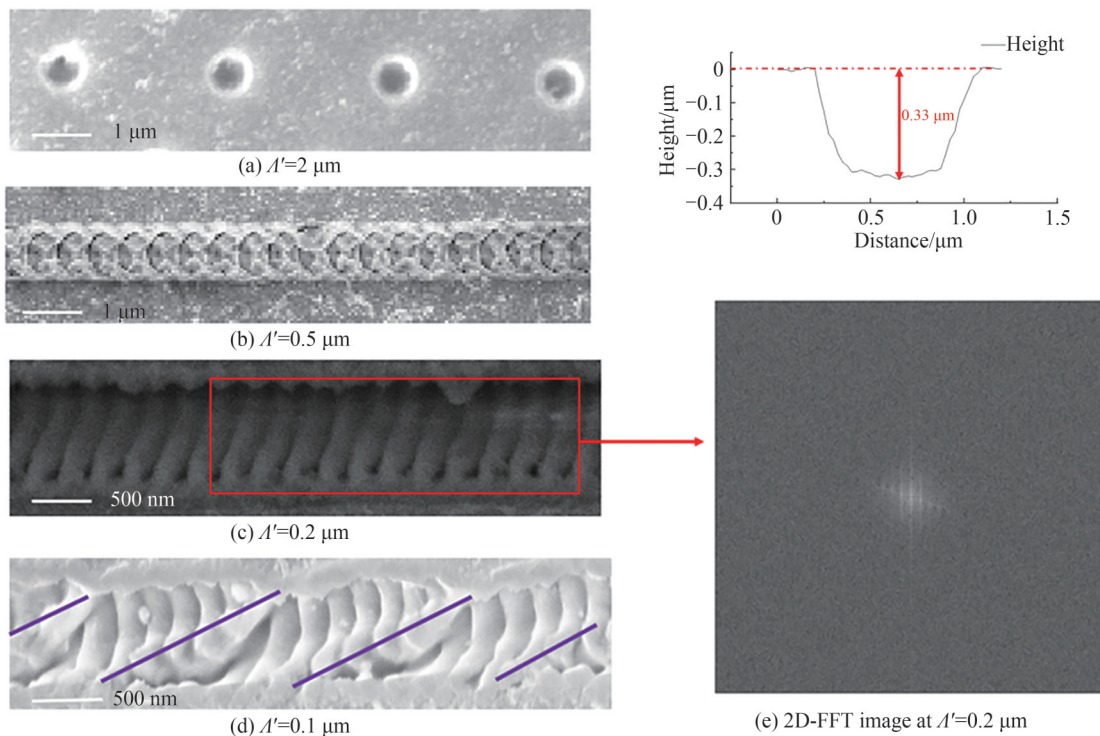 1 μm
(a) Λ′=2 μm
1 μm
(b) Λ′=0.5 μm
500 nm
(c) Λ′=0.2 μm
500 nm
(d) Λ′=0.1 μm
Height
0
−0.1
−0.2
−0.3
−0.4
Height/μm
0.33 μm
0
0.5
1.0
1.5
Distance/μm
(e) 2D-FFT image at Λ′=0.2 μm